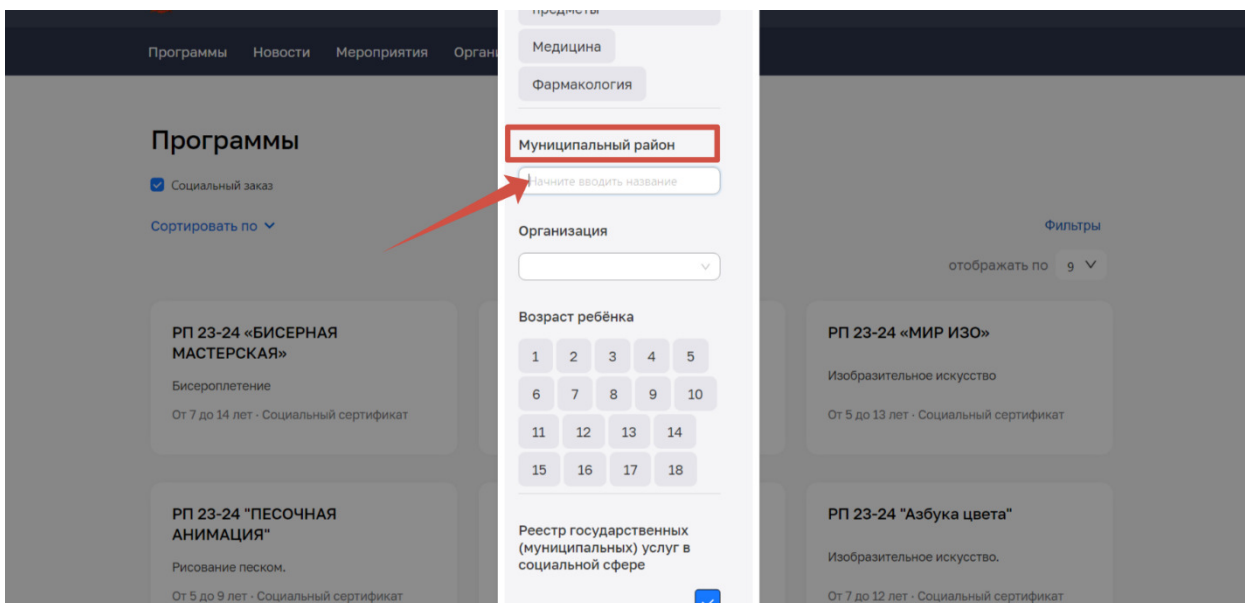 предметы
Программы Новости Мероприятия
Медицина
Фармакология
Программы
Муниципальный район
Социальный заказ
Начните вводить название
Сортировать по
Организация
Фильтры
отображать по 9
Возраст ребёнка
1 2 3 4 5
6 7 8 9 10
11 12 13 14
15 16 17 18
РП 23-24 «БИСЕРНАЯ
МАСТЕРСКАЯ»
Бисероплетение
От 7 до 14 лет · Социальный сертификат
РП 23-24 «МИР ИЗО»
Изобразительное искусство
От 5 до 13 лет · Социальный сертификат
РП 23-24 "ПЕСОЧНАЯ
АНИМАЦИЯ"
Рисование песком.
От 5 до 9 лет · Социальный сертификат
Реестр государственных
(муниципальных) услуг в
социальной сфере
РП 23-24 "Азбука цвета"
Изобразительное искусство.
От 7 до 12 лет · Социальный сертификат